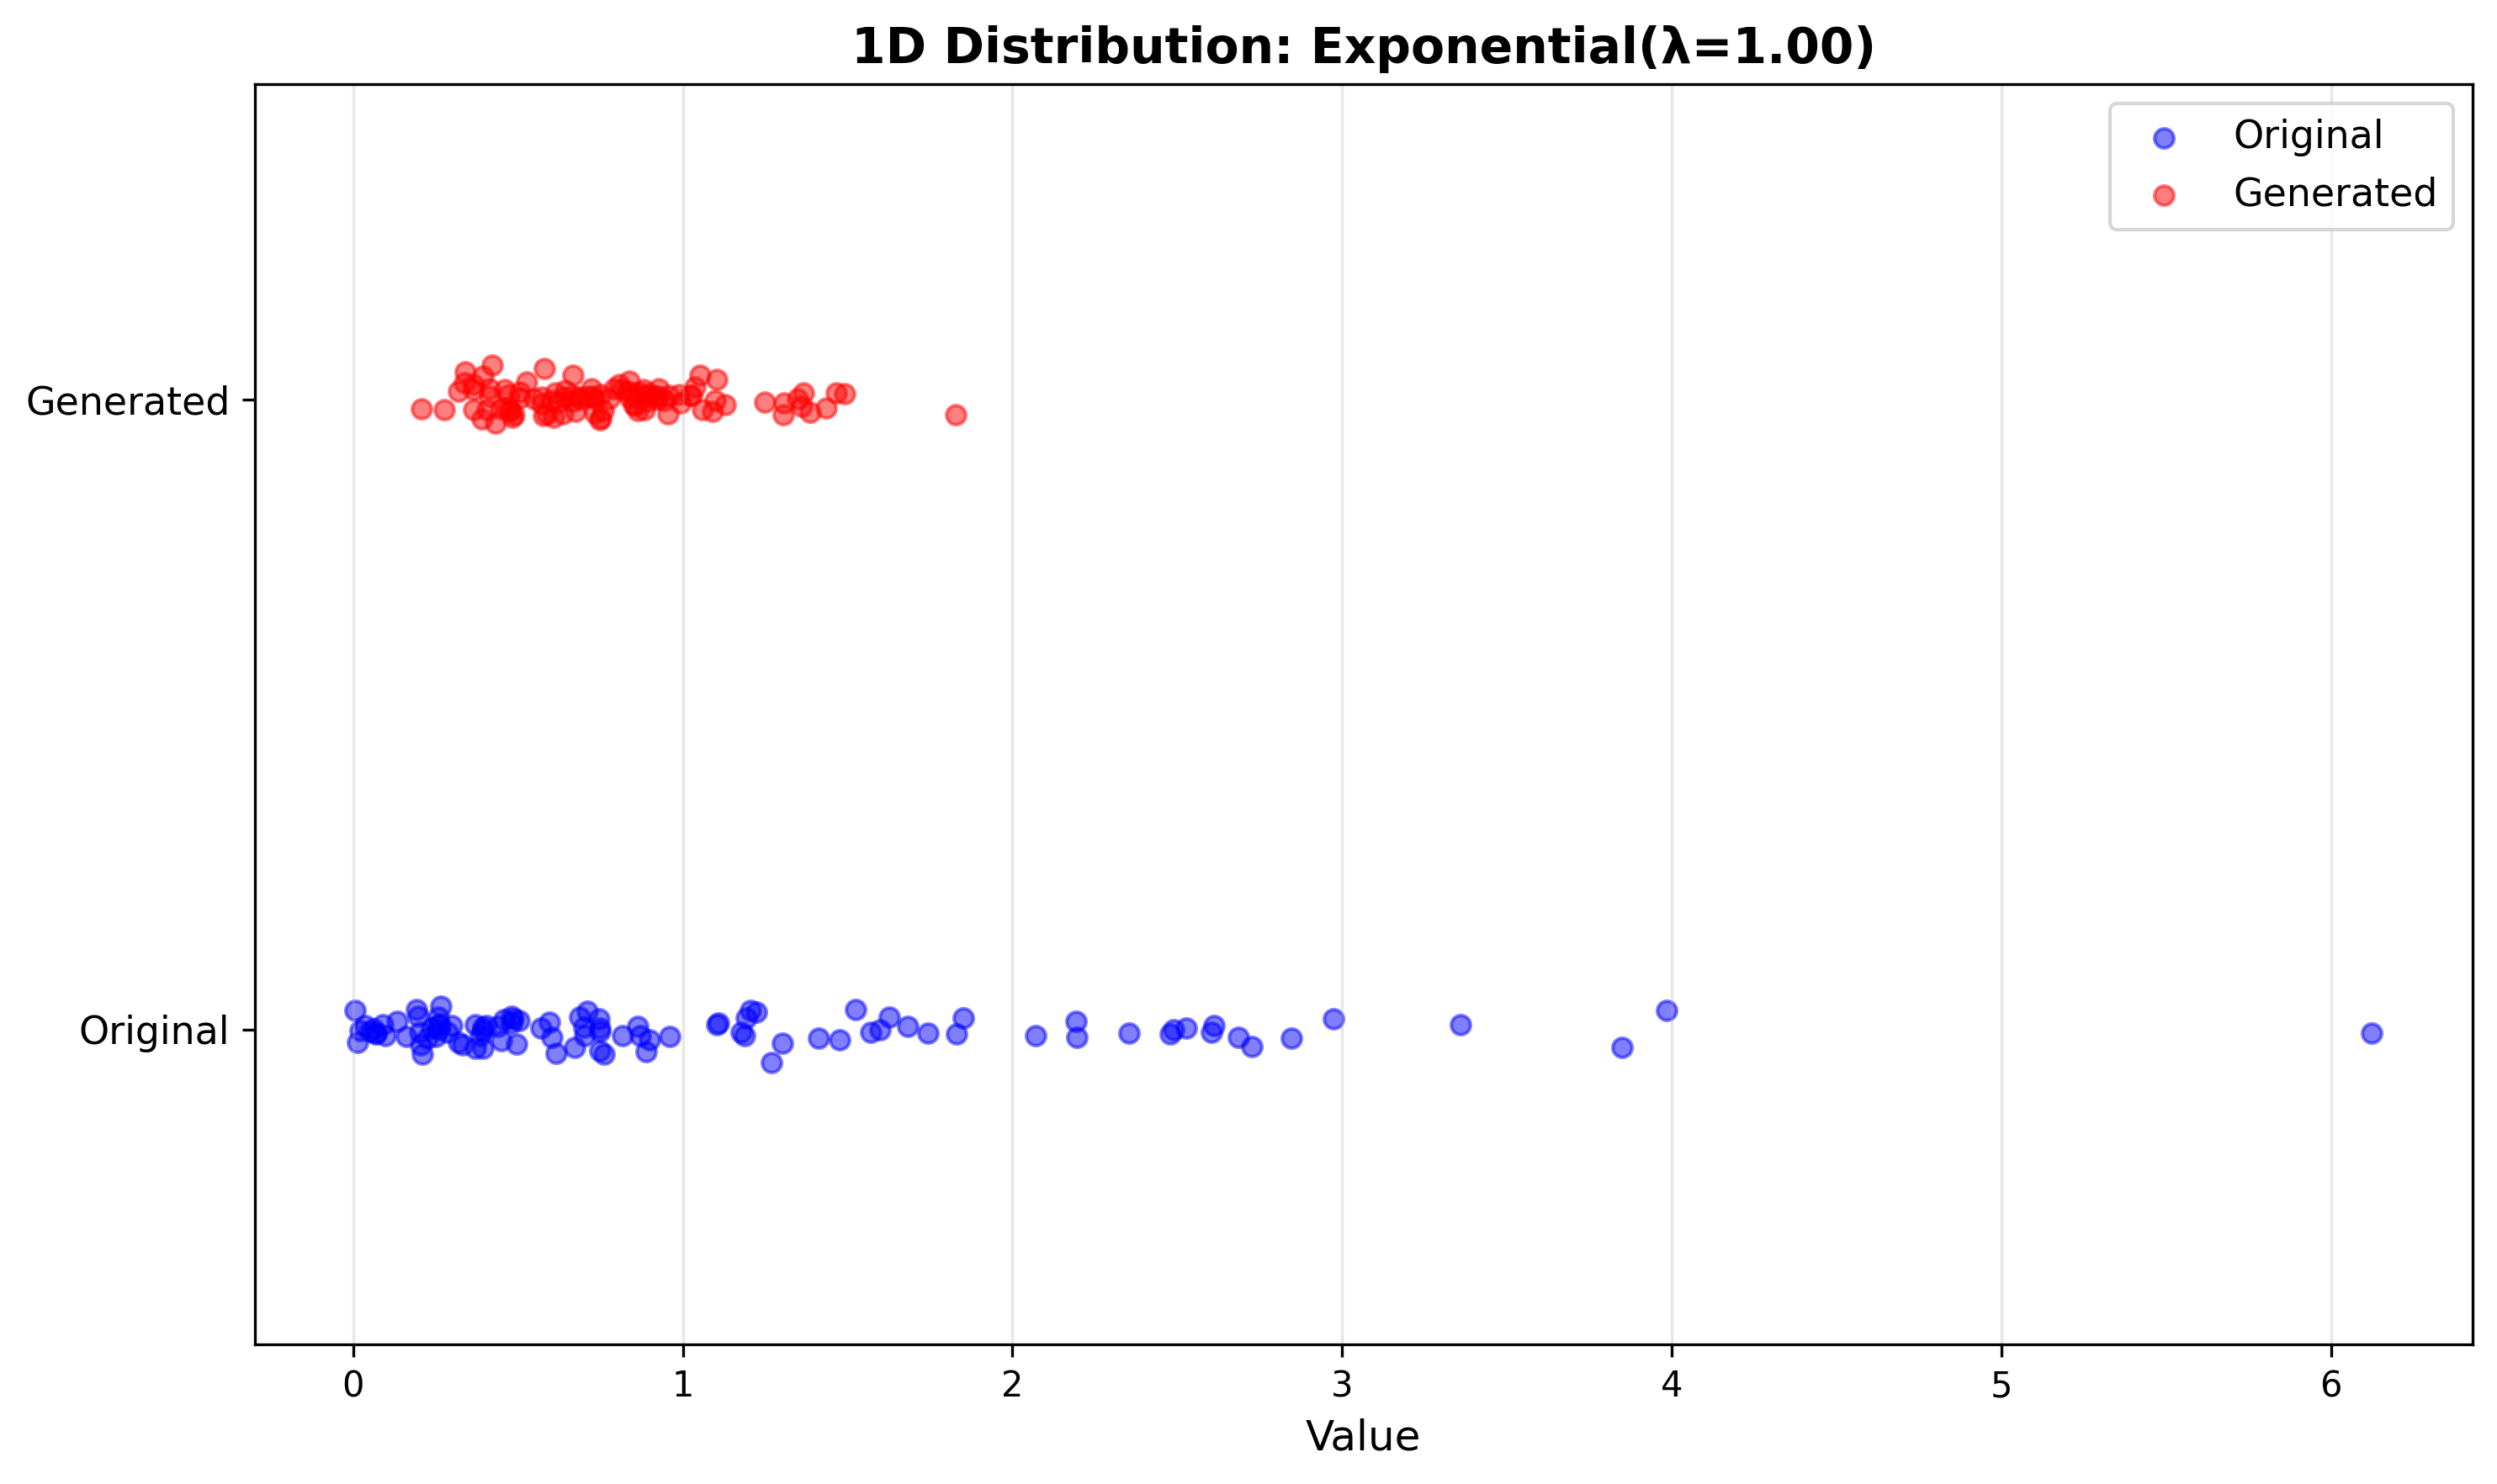 1D Distribution: Exponential(λ=1.00)
Original
Generated
Generated
Original
0 1 2 3 4 5 6
Value